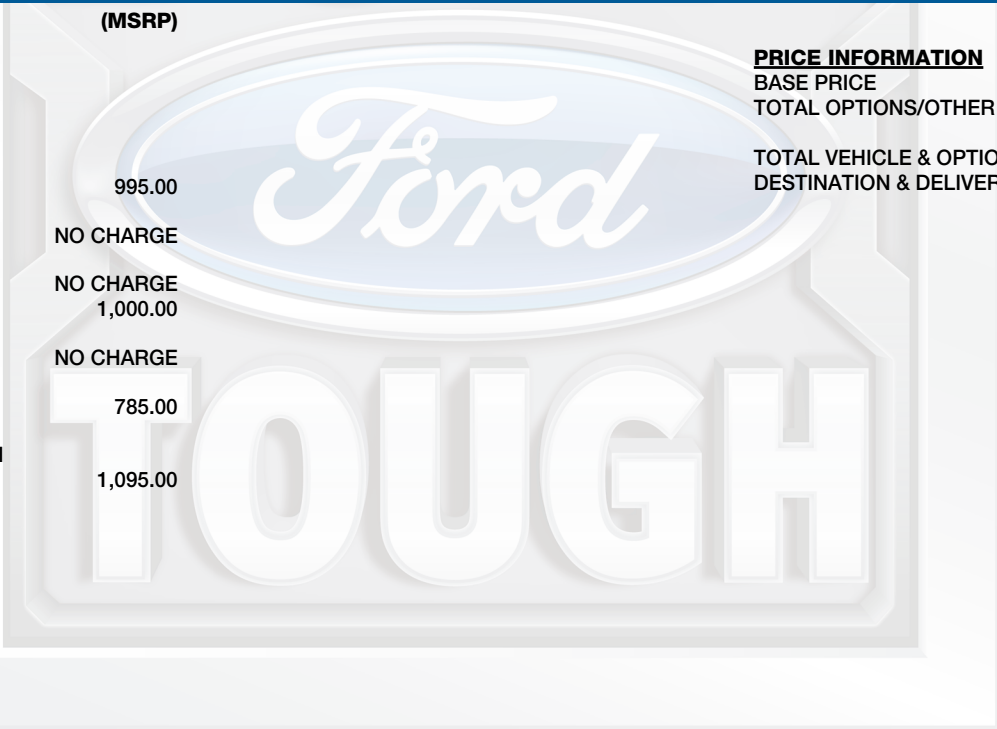 (MSRP)
995.00
NO CHARGE
NO CHARGE
1,000.00
NO CHARGE
785.00
1,095.00
PRICE INFORMATION
BASE PRICE
TOTAL OPTIONS/OTHER
TOTAL VEHICLE & OPTIO
DESTINATION & DELIVER
Ford
TOUGH